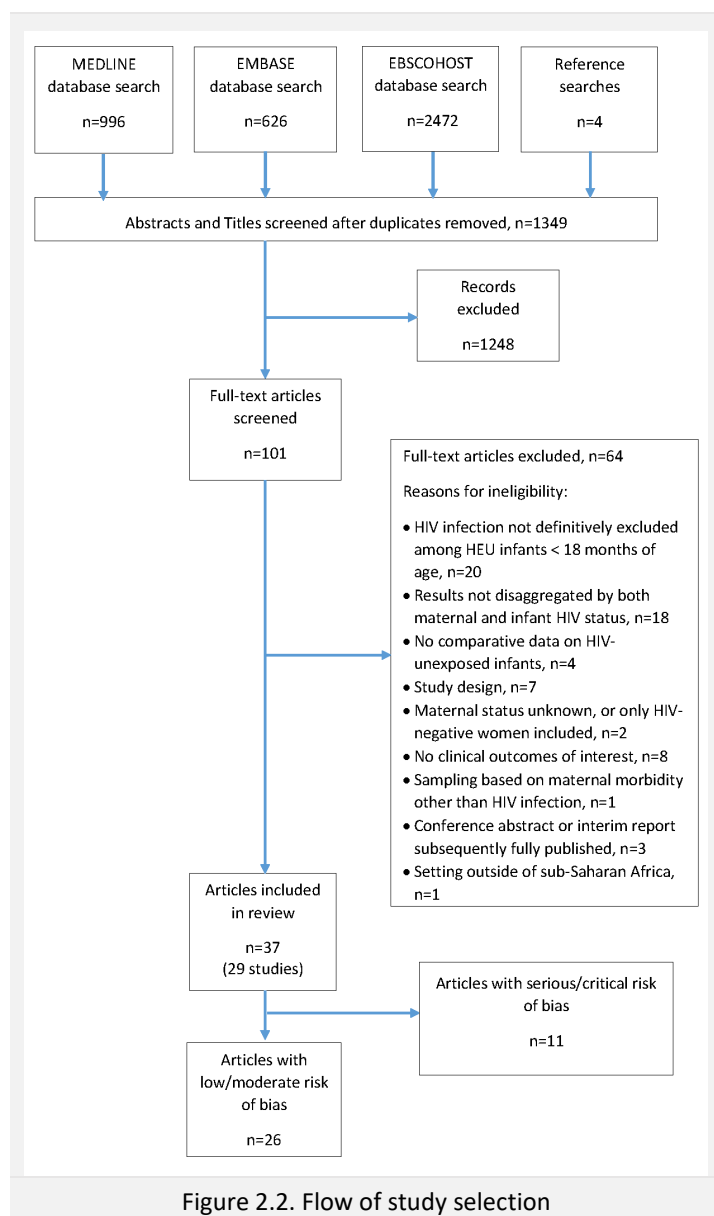 MEDLINE
database search
n=996
EMBASE
database search
n=626
EBSCOHOST
database search
n=2472
Reference
searches
n=4
Abstracts and Titles screened after duplicates removed, n=1349
Records
excluded
n=1248
Full-text articles
screened
n=101
Full-text articles excluded, n=64
Reasons for ineligibility:
• HIV infection not definitively excluded
among HEU infants < 18 months of
age, n=20
• Results not disaggregated by both
maternal and infant HIV status, n=18
• No comparative data on HIV-
unexposed infants, n=4
• Study design, n=7
• Maternal status unknown, or only HIV-
negative women included, n=2
• No clinical outcomes of interest, n=8
• Sampling based on maternal morbidity
other than HIV infection, n=1
• Conference abstract or interim report
subsequently fully published, n=3
• Setting outside of sub-Saharan Africa,
n=1
Articles included
in review
n=37
(29 studies)
Articles with serious/critical risk
of bias
n=11
Articles with
low/moderate risk
of bias
n=26
Figure 2.2. Flow of study selection